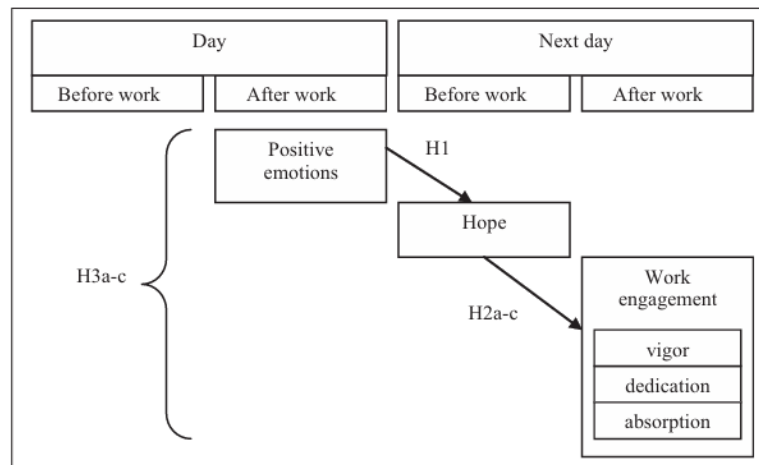 Day
Next day
Before work
After work
Before work
After work
Positive
emotions
H1
Hope
H3a-c
H2a-c
Work
engagement
vigor
dedication
absorption